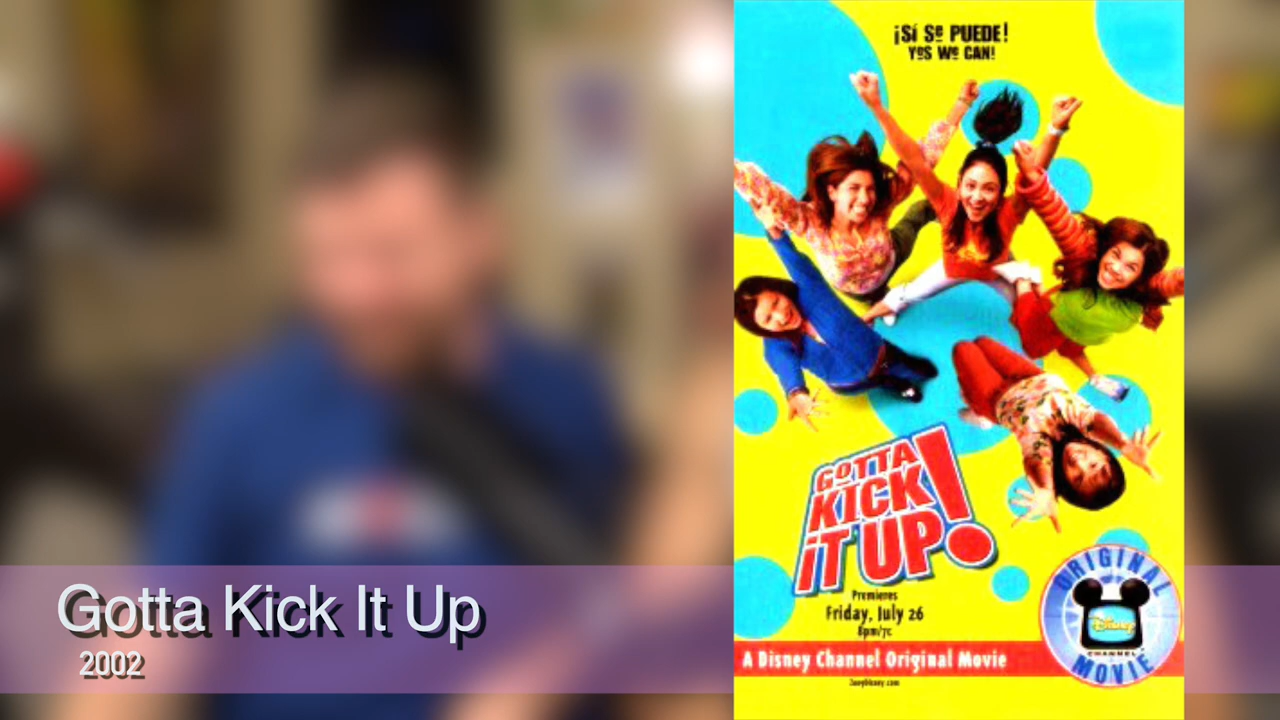 ¡Sí Se PUEDE!
YeS We CAN!
GOTTA
KICK
iT UP!
Premieres
Friday, July 26
8pm/7c
A Disney Channel Original Movie
ORIGINAL
Disney
CHANNEL
MOVIE
Gotta Kick It Up
2002